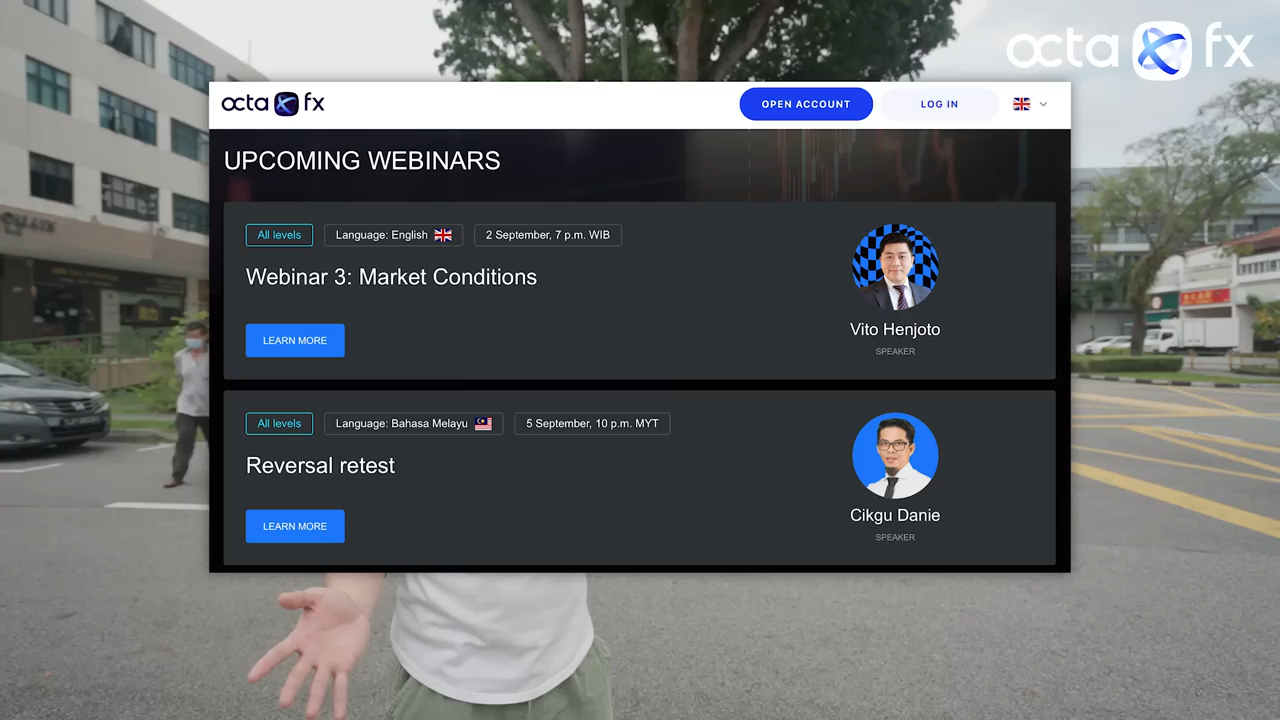 octa fx
octa fx
OPEN ACCOUNT
LOG IN
UPCOMING WEBINARS
All levels
Language: English
2 September, 7 p.m. WIB
Webinar 3: Market Conditions
LEARN MORE
Vito Henjoto
SPEAKER
All levels
Language: Bahasa Melayu
5 September, 10 p.m. MYT
Reversal retest
LEARN MORE
Cikgu Danie
SPEAKER